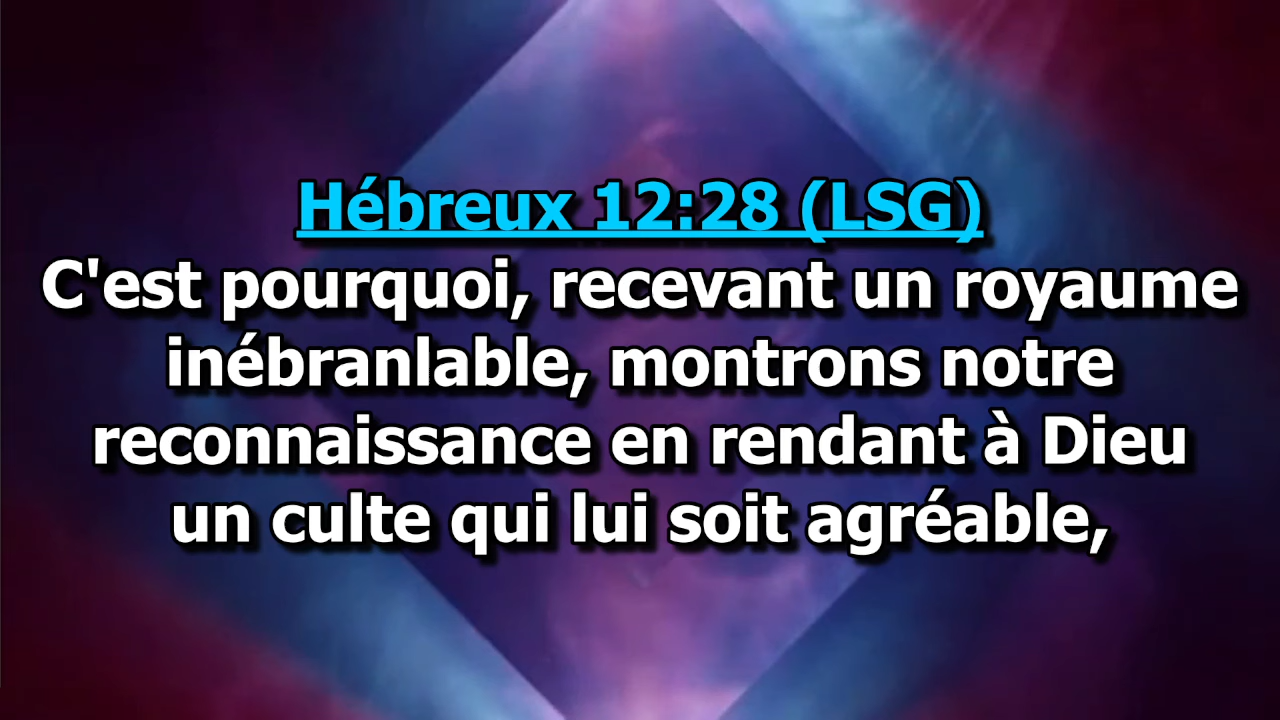 Hébreux 12:28 (LSG)
C'est pourquoi, recevant un royaume
inébranlable, montrons notre
reconnaissance en rendant à Dieu
un culte qui lui soit agréable,